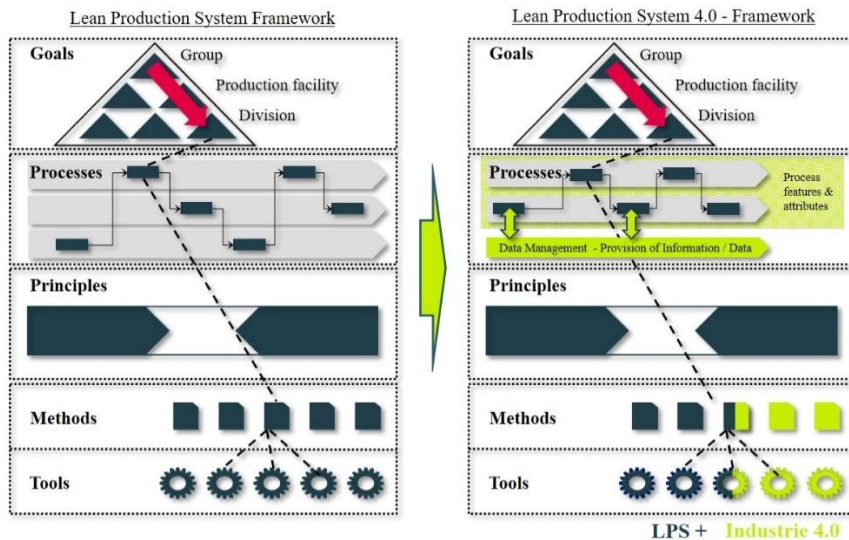 Lean Production System Framework
Goals
Group
Production facility
Division
Processes
Principles
Methods
Tools
Lean Production System 4.0 - Framework
Goals
Group
Production facility
Division
Processes
Process
features &
attributes
Data Management - Provision of Information / Data
Principles
Methods
Tools
LPS + Industrie 4.0